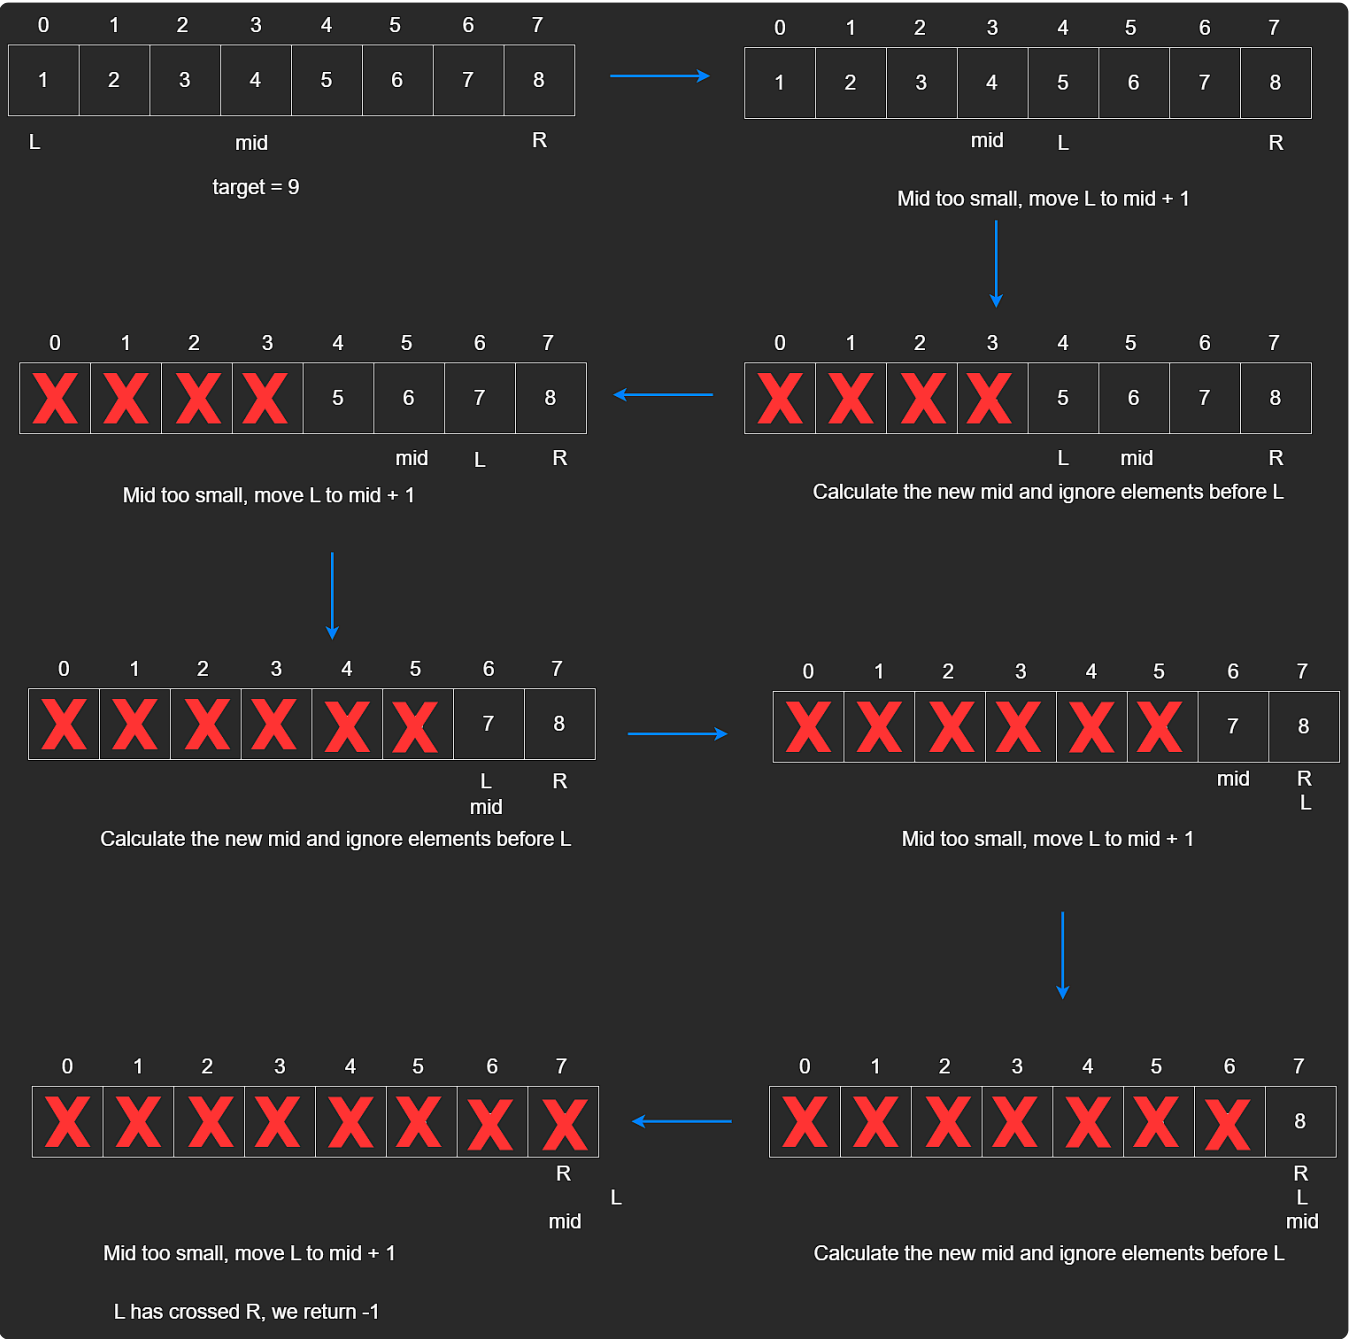 0 1 2 3 4 5 6 7
1 2 3 4 5 6 7 8
L mid R
target = 9
0 1 2 3 4 5 6 7
1 2 3 4 5 6 7 8
mid L R
Mid too small, move L to mid + 1
0 1 2 3 4 5 6 7
X X X X 5 6 7 8
L mid R
Calculate the new mid and ignore elements before L
0 1 2 3 4 5 6 7
X X X X 5 6 7 8
mid L R
Mid too small, move L to mid + 1
0 1 2 3 4 5 6 7
X X X X X X 7 8
L R
mid
Calculate the new mid and ignore elements before L
0 1 2 3 4 5 6 7
X X X X X X 7 8
mid R
L
Mid too small, move L to mid + 1
0 1 2 3 4 5 6 7
X X X X X X X 8
R
L
mid
Calculate the new mid and ignore elements before L
0 1 2 3 4 5 6 7
X X X X X X X X
R
L
mid
Mid too small, move L to mid + 1
L has crossed R, we return -1